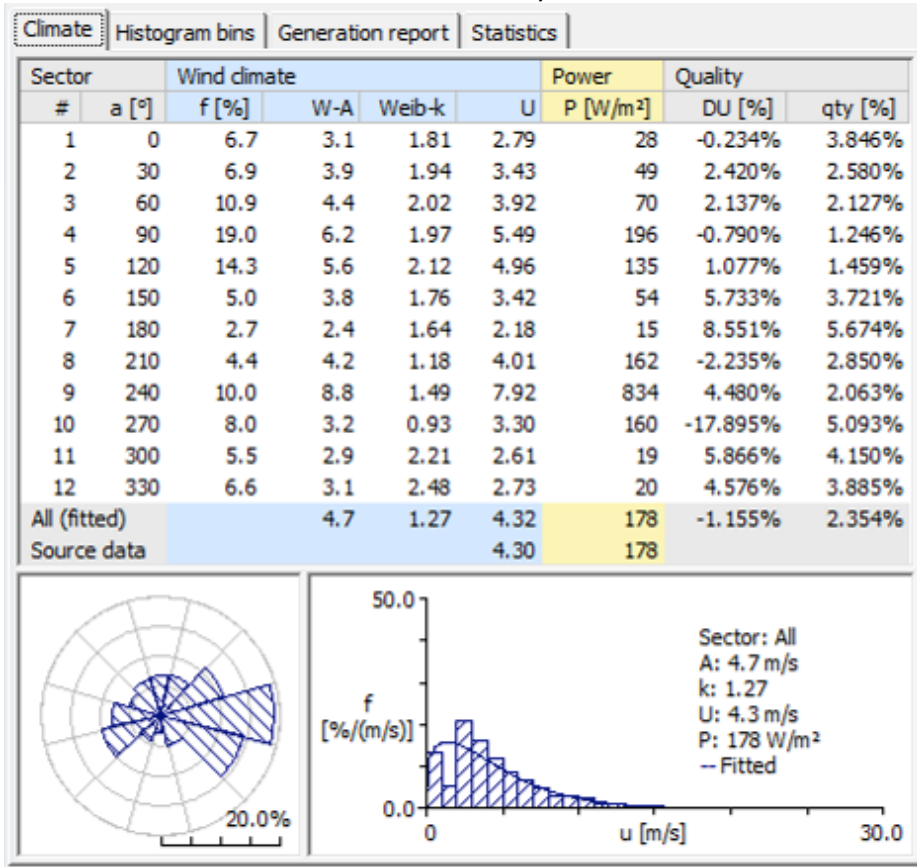 Climate Histogram bins Generation report Statistics
Sector Wind climate Power Quality
# a [°] f [%] W-A Weib-k U P [W/m²] DU [%] qty [%]
1 0 6.7 3.1 1.81 2.79 28 -0.234% 3.846%
2 30 6.9 3.9 1.94 3.43 49 2.420% 2.580%
3 60 10.9 4.4 2.02 3.92 70 2.137% 2.127%
4 90 19.0 6.2 1.97 5.49 196 -0.790% 1.246%
5 120 14.3 5.6 2.12 4.96 135 1.077% 1.459%
6 150 5.0 3.8 1.76 3.42 54 5.733% 3.721%
7 180 2.7 2.4 1.64 2.18 15 8.551% 5.674%
8 210 4.4 4.2 1.18 4.01 162 -2.235% 2.850%
9 240 10.0 8.8 1.49 7.92 834 4.480% 2.063%
10 270 8.0 3.2 0.93 3.30 160 -17.895% 5.093%
11 300 5.5 2.9 2.21 2.61 19 5.866% 4.150%
12 330 6.6 3.1 2.48 2.73 20 4.576% 3.885%
All (fitted) 4.7 1.27 4.32 178 -1.155% 2.354%
Source data 4.30 178
20.0%
50.0
f
[%/(m/s)]
0.0
0 u [m/s] 30.0
Sector: All
A: 4.7 m/s
k: 1.27
U: 4.3 m/s
P: 178 W/m²
-- Fitted